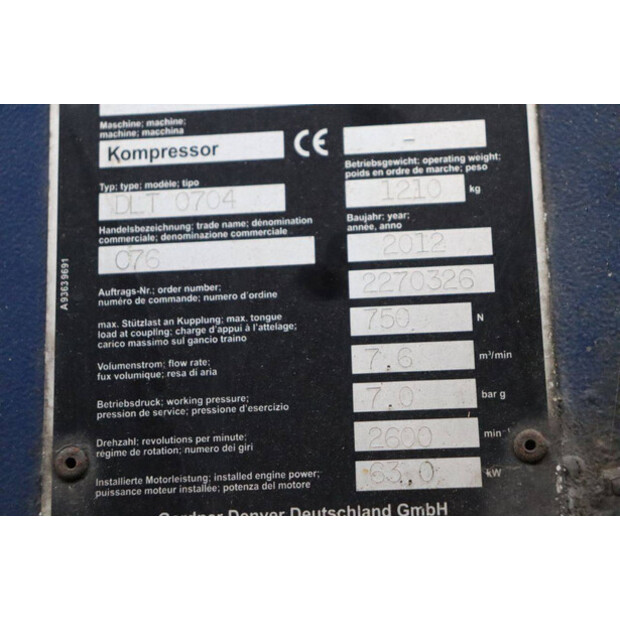 Maschine; machine;
machine; macchina
Kompressor
CE
-
Betriebsgewicht; operating weight;
poids en ordre de marche; peso
Typ; type; modèle; tipo
DLT 0704
1210 kg
Handelsbezeichnung; trade name; dénomination
commerciale; denominazione commerciale
Baujahr; year;
année, anno
076
2012
Auftrags-Nr.; order number;
numéro de commande; numero d'ordine
2270326
max. Stützlast an Kupplung; max. tongue
load at coupling; charge d'appui à l'attelage;
carico massimo sul gancio traino
750 N
Volumenstrom; flow rate;
fux volumique; resa di aria
7.6 m³/min
Betriebsdruck; working pressure;
pression de service; pressione d'esercizio
7.0 bar g
Drehzahl; revolutions per minute;
régime de rotation; numero dei giri
2600 min⁻¹
Installierte Motorleistung; installed engine power;
puissance moteur installée; potenza del motore
63.0 kW
Gardner Denver Deutschland GmbH
A93639691